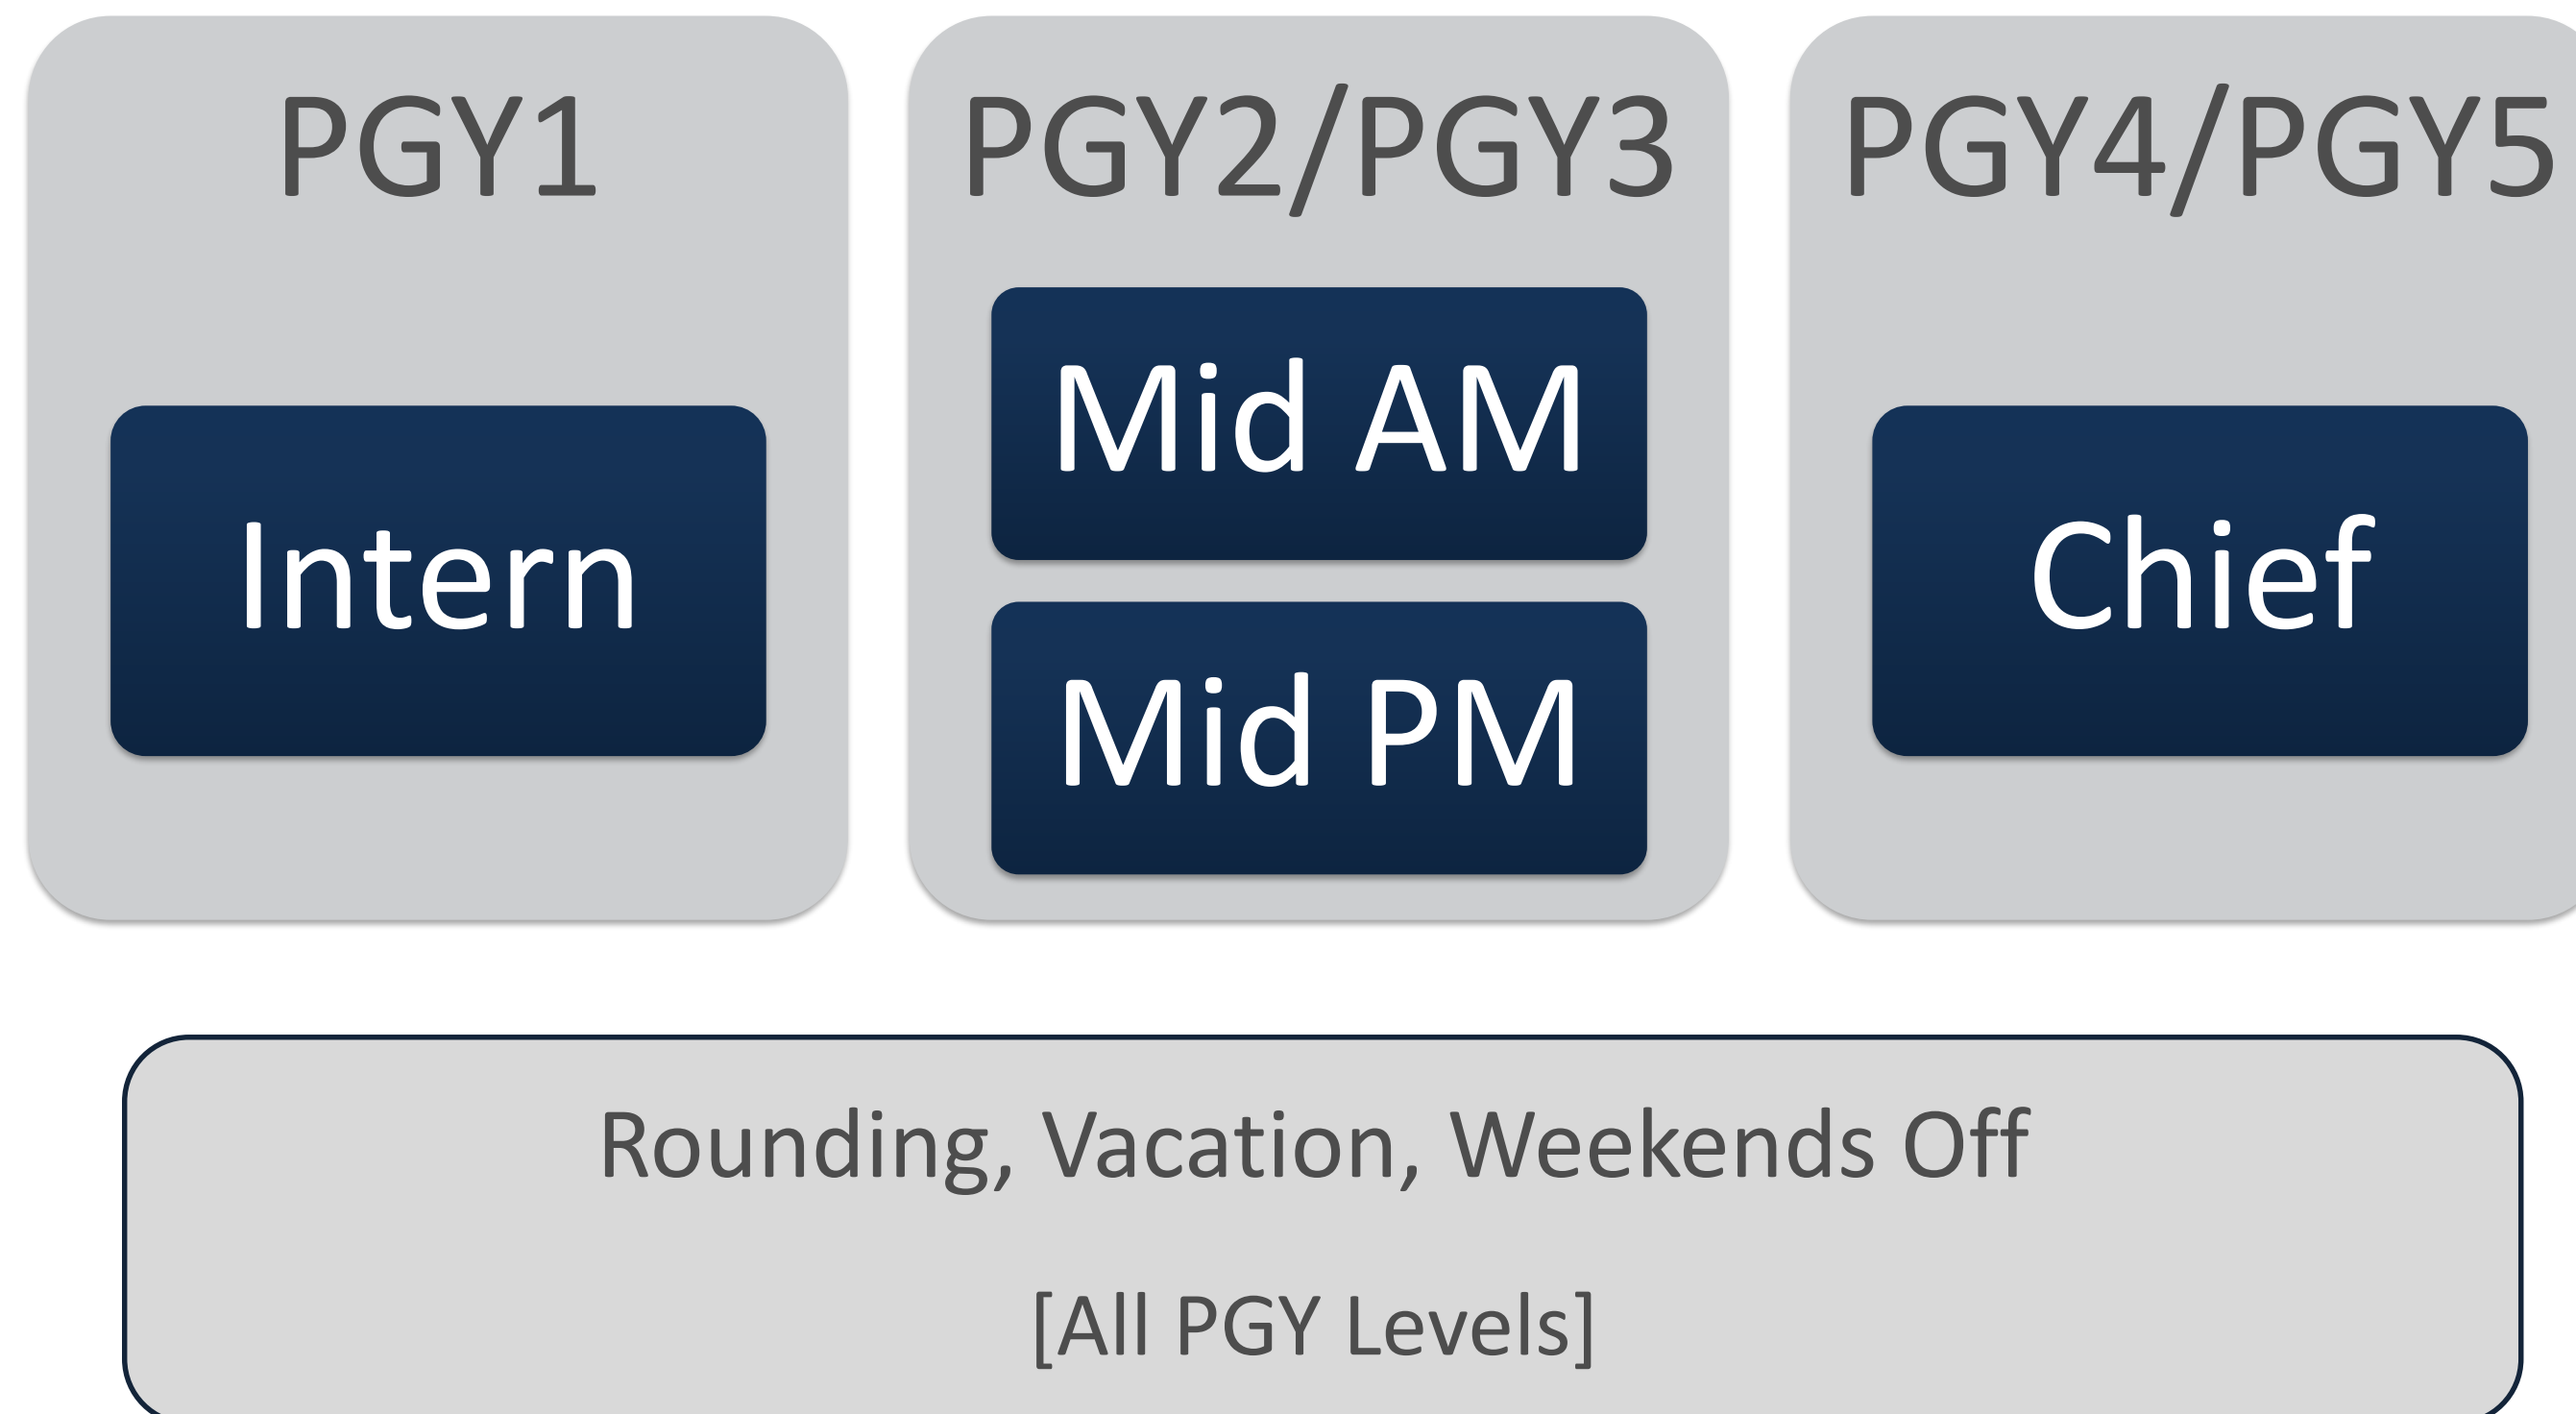 PGY1
Intern
PGY2/PGY3
Mid AM
Mid PM
PGY4/PGY5
Chief
Rounding, Vacation, Weekends Off
[All PGY Levels]